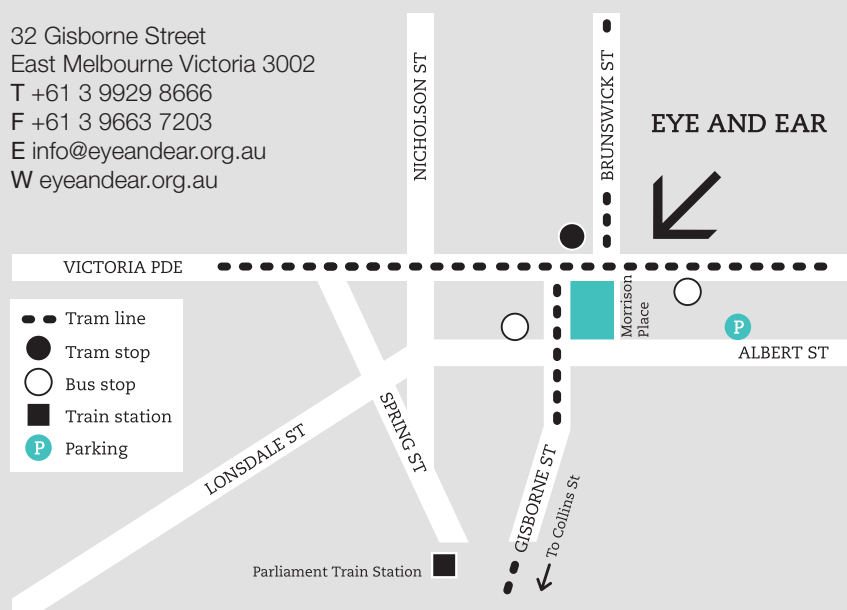 32 Gisborne Street
East Melbourne Victoria 3002
T +61 3 9929 8666
F +61 3 9663 7203
E info@eyeandear.org.au
W eyeandear.org.au
NICHOLSON ST
BRUNSWICK ST
EYE AND EAR
VICTORIA PDE
Morrison
Place
P
ALBERT ST
Tram line
Tram stop
Bus stop
Train station
P Parking
SPRING ST
LONSDALE ST
GISBORNE ST
To Collins St
Parliament Train Station